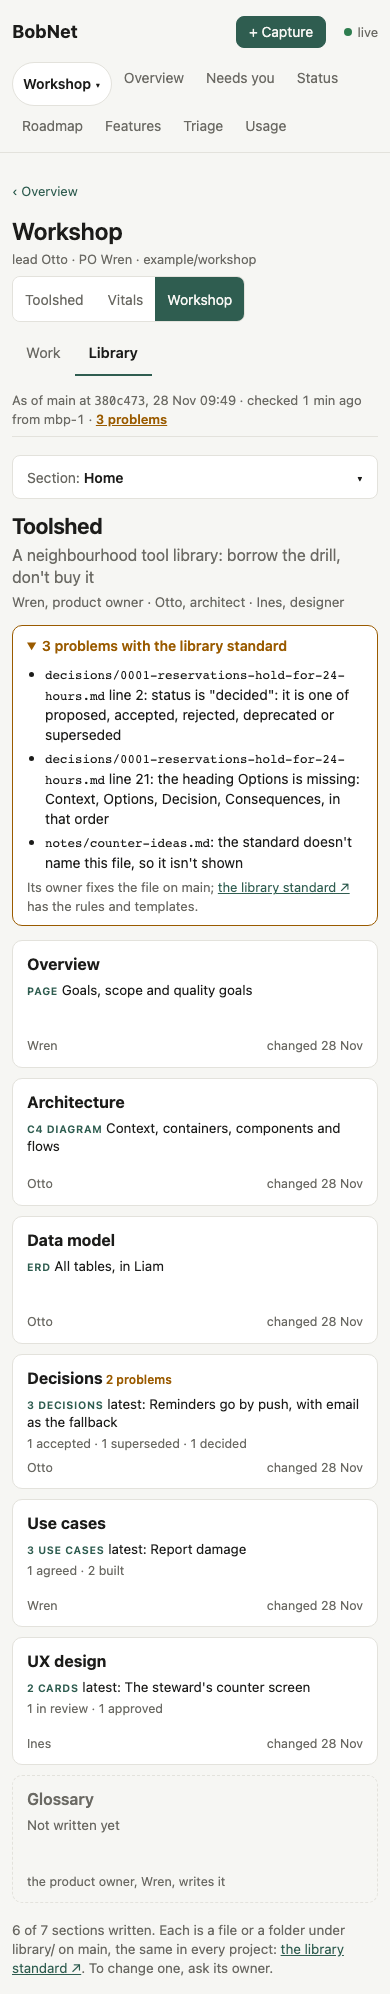 BobNet
+ Capture
live
Workshop ▾
Overview
Needs you
Status
Roadmap
Features
Triage
Usage
‹ Overview
Workshop
lead Otto · PO Wren · example/workshop
Toolshed
Vitals
Workshop
Work
Library
As of main at 380c473, 28 Nov 09:49 · checked 1 min ago
from mbp-1 · 3 problems
Section: Home ▾
Toolshed
A neighbourhood tool library: borrow the drill,
don't buy it
Wren, product owner · Otto, architect · Ines, designer
▼ 3 problems with the library standard
• decisions/0001-reservations-hold-for-24-
hours.md line 2: status is "decided": it is one of
proposed, accepted, rejected, deprecated or
superseded
• decisions/0001-reservations-hold-for-24-
hours.md line 21: the heading Options is missing:
Context, Options, Decision, Consequences, in
that order
• notes/counter-ideas.md: the standard doesn't
name this file, so it isn't shown
Its owner fixes the file on main; the library standard ↗
has the rules and templates.
Overview
PAGE Goals, scope and quality goals
Wren
changed 28 Nov
Architecture
C4 DIAGRAM Context, containers, components and
flows
Otto
changed 28 Nov
Data model
ERD All tables, in Liam
Otto
changed 28 Nov
Decisions 2 problems
3 DECISIONS latest: Reminders go by push, with email
as the fallback
1 accepted · 1 superseded · 1 decided
Otto
changed 28 Nov
Use cases
3 USE CASES latest: Report damage
1 agreed · 2 built
Wren
changed 28 Nov
UX design
2 CARDS latest: The steward's counter screen
1 in review · 1 approved
Ines
changed 28 Nov
Glossary
Not written yet
the product owner, Wren, writes it
6 of 7 sections written. Each is a file or a folder under
library/ on main, the same in every project: the library
standard ↗. To change one, ask its owner.